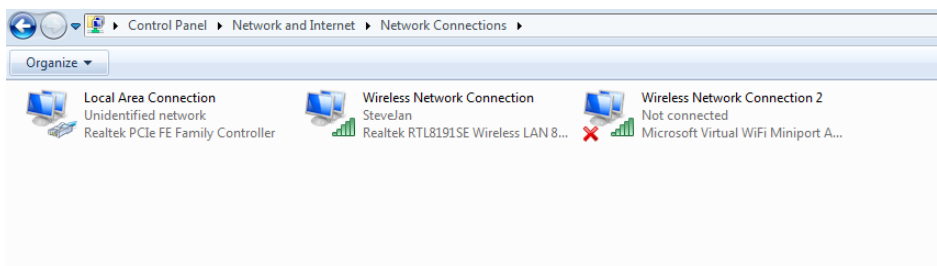 Control Panel Network and Internet Network Connections
Organize
Local Area Connection
Unidentified network
Realtek PCIe FE Family Controller
Wireless Network Connection
SteveJan
Realtek RTL8191SE Wireless LAN 8...
Wireless Network Connection 2
Not connected
Microsoft Virtual WiFi Miniport A...